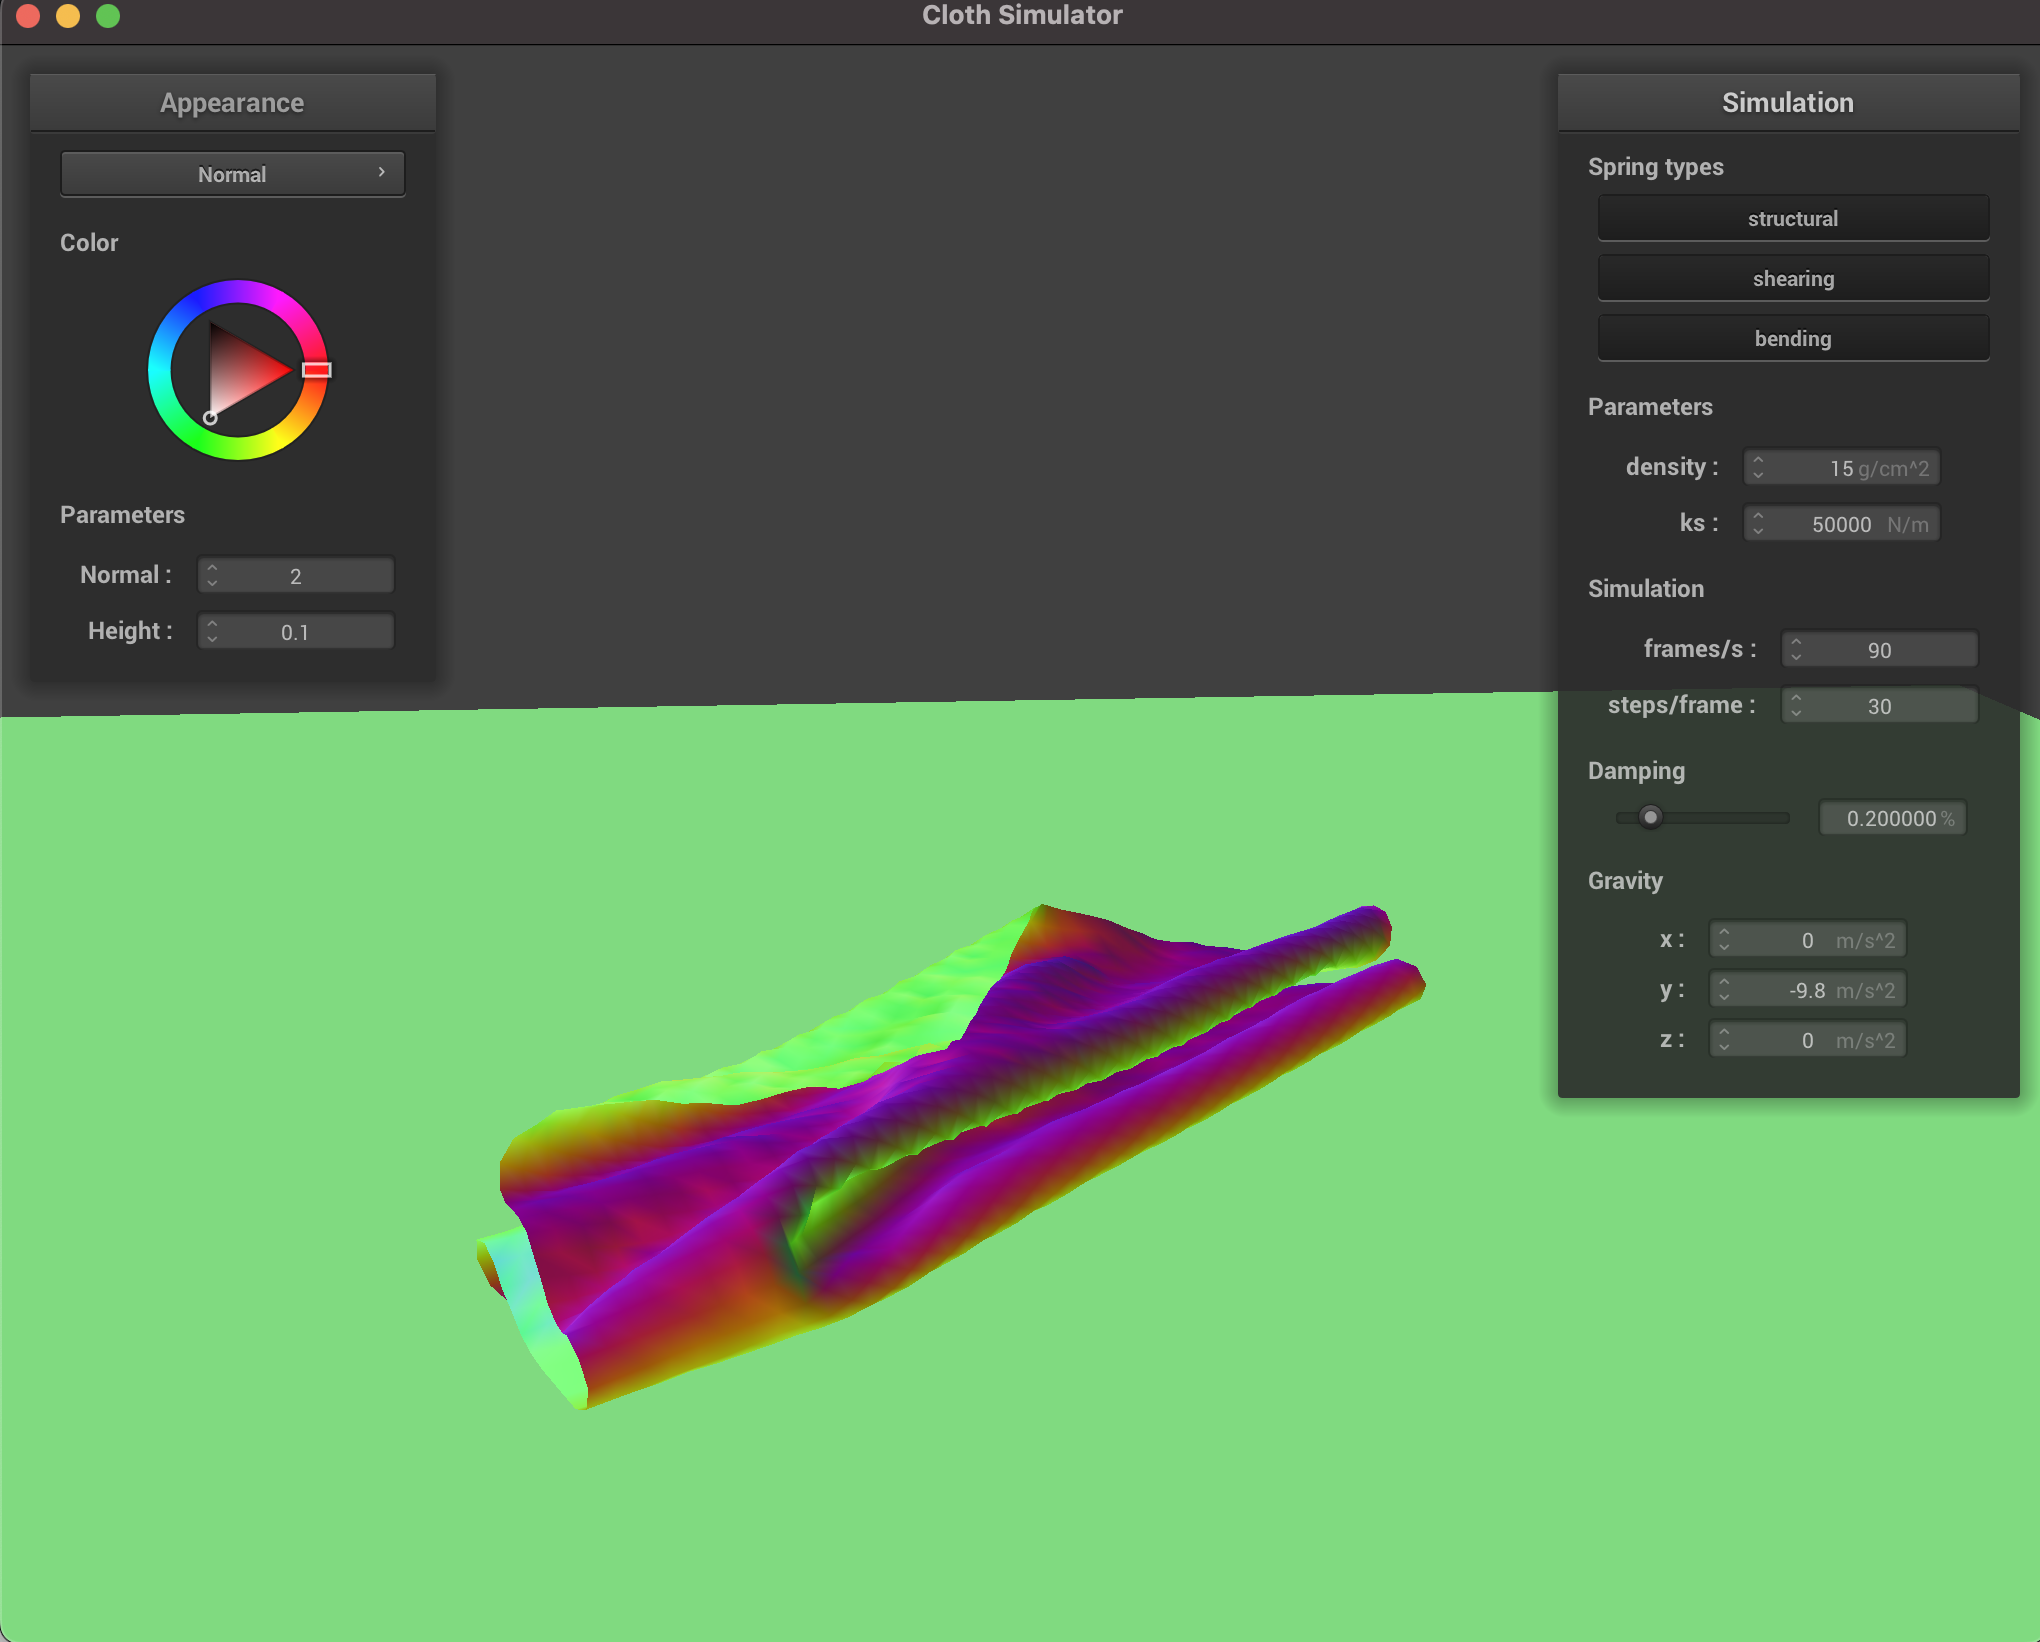 Cloth Simulator
Appearance
Normal
Color
Parameters
Normal : 2
Height : 0.1
Simulation
Spring types
structural
shearing
bending
Parameters
density : 15 g/cm^2
ks : 50000 N/m
Simulation
frames/s : 90
steps/frame : 30
Damping
0.200000 %
Gravity
x : 0 m/s^2
y : -9.8 m/s^2
z : 0 m/s^2